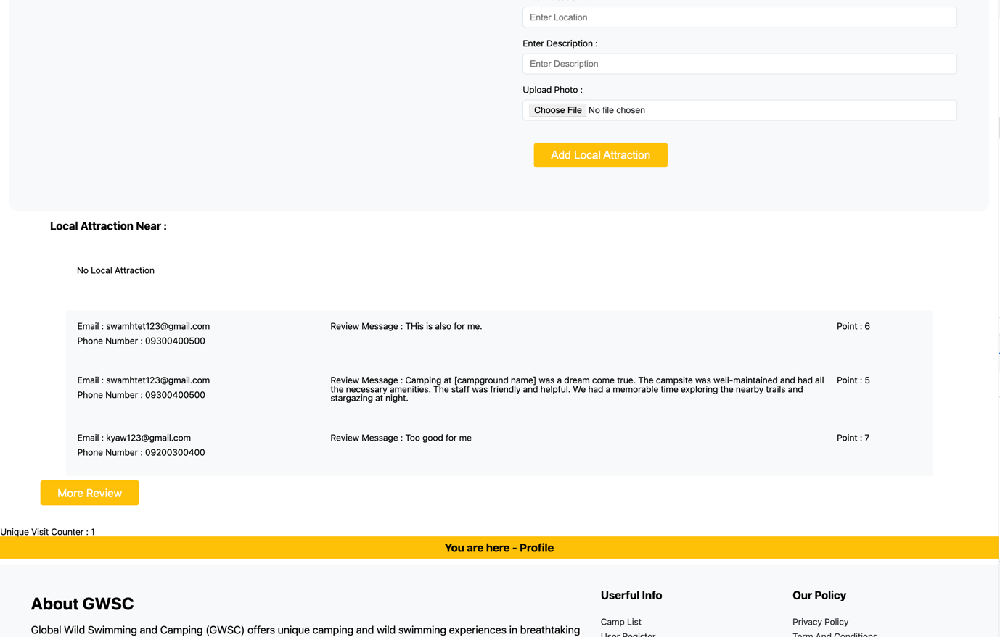 Enter Location
Enter Description :
Enter Description
Upload Photo :
Choose File No file chosen
Add Local Attraction
Local Attraction Near :
No Local Attraction
Email : swamhtet123@gmail.com
Phone Number : 09300400500
Review Message : THis is also for me.
Point : 6
Email : swamhtet123@gmail.com
Phone Number : 09300400500
Review Message : Camping at [campground name] was a dream come true. The campsite was well-maintained and had all
the necessary amenities. The staff was friendly and helpful. We had a memorable time exploring the nearby trails and
stargazing at night.
Point : 5
Email : kyaw123@gmail.com
Phone Number : 09200300400
Review Message : Too good for me
Point : 7
More Review
Unique Visit Counter : 1
You are here - Profile
About GWSC
Global Wild Swimming and Camping (GWSC) offers unique camping and wild swimming experiences in breathtaking
Userful Info
Camp List
User Register
Our Policy
Privacy Policy
Term And Conditions